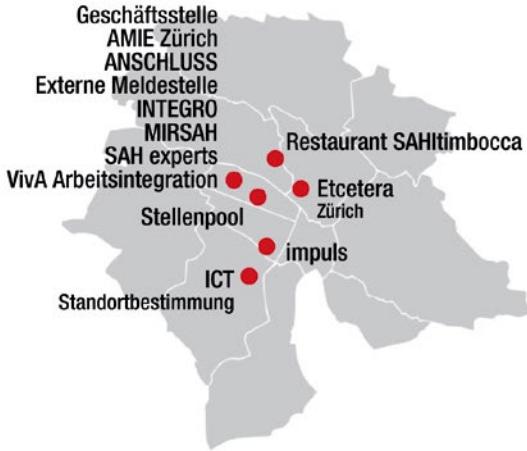 Geschäftsstelle
AMIE Zürich
ANSCHLUSS
Externe Meldestelle
INTEGRO
MIRSAH
SAH experts
VivA Arbeitsintegration
Restaurant SAHltimbocca
Etcetera
Zürich
Stellenpool
impuls
ICT
Standortbestimmung